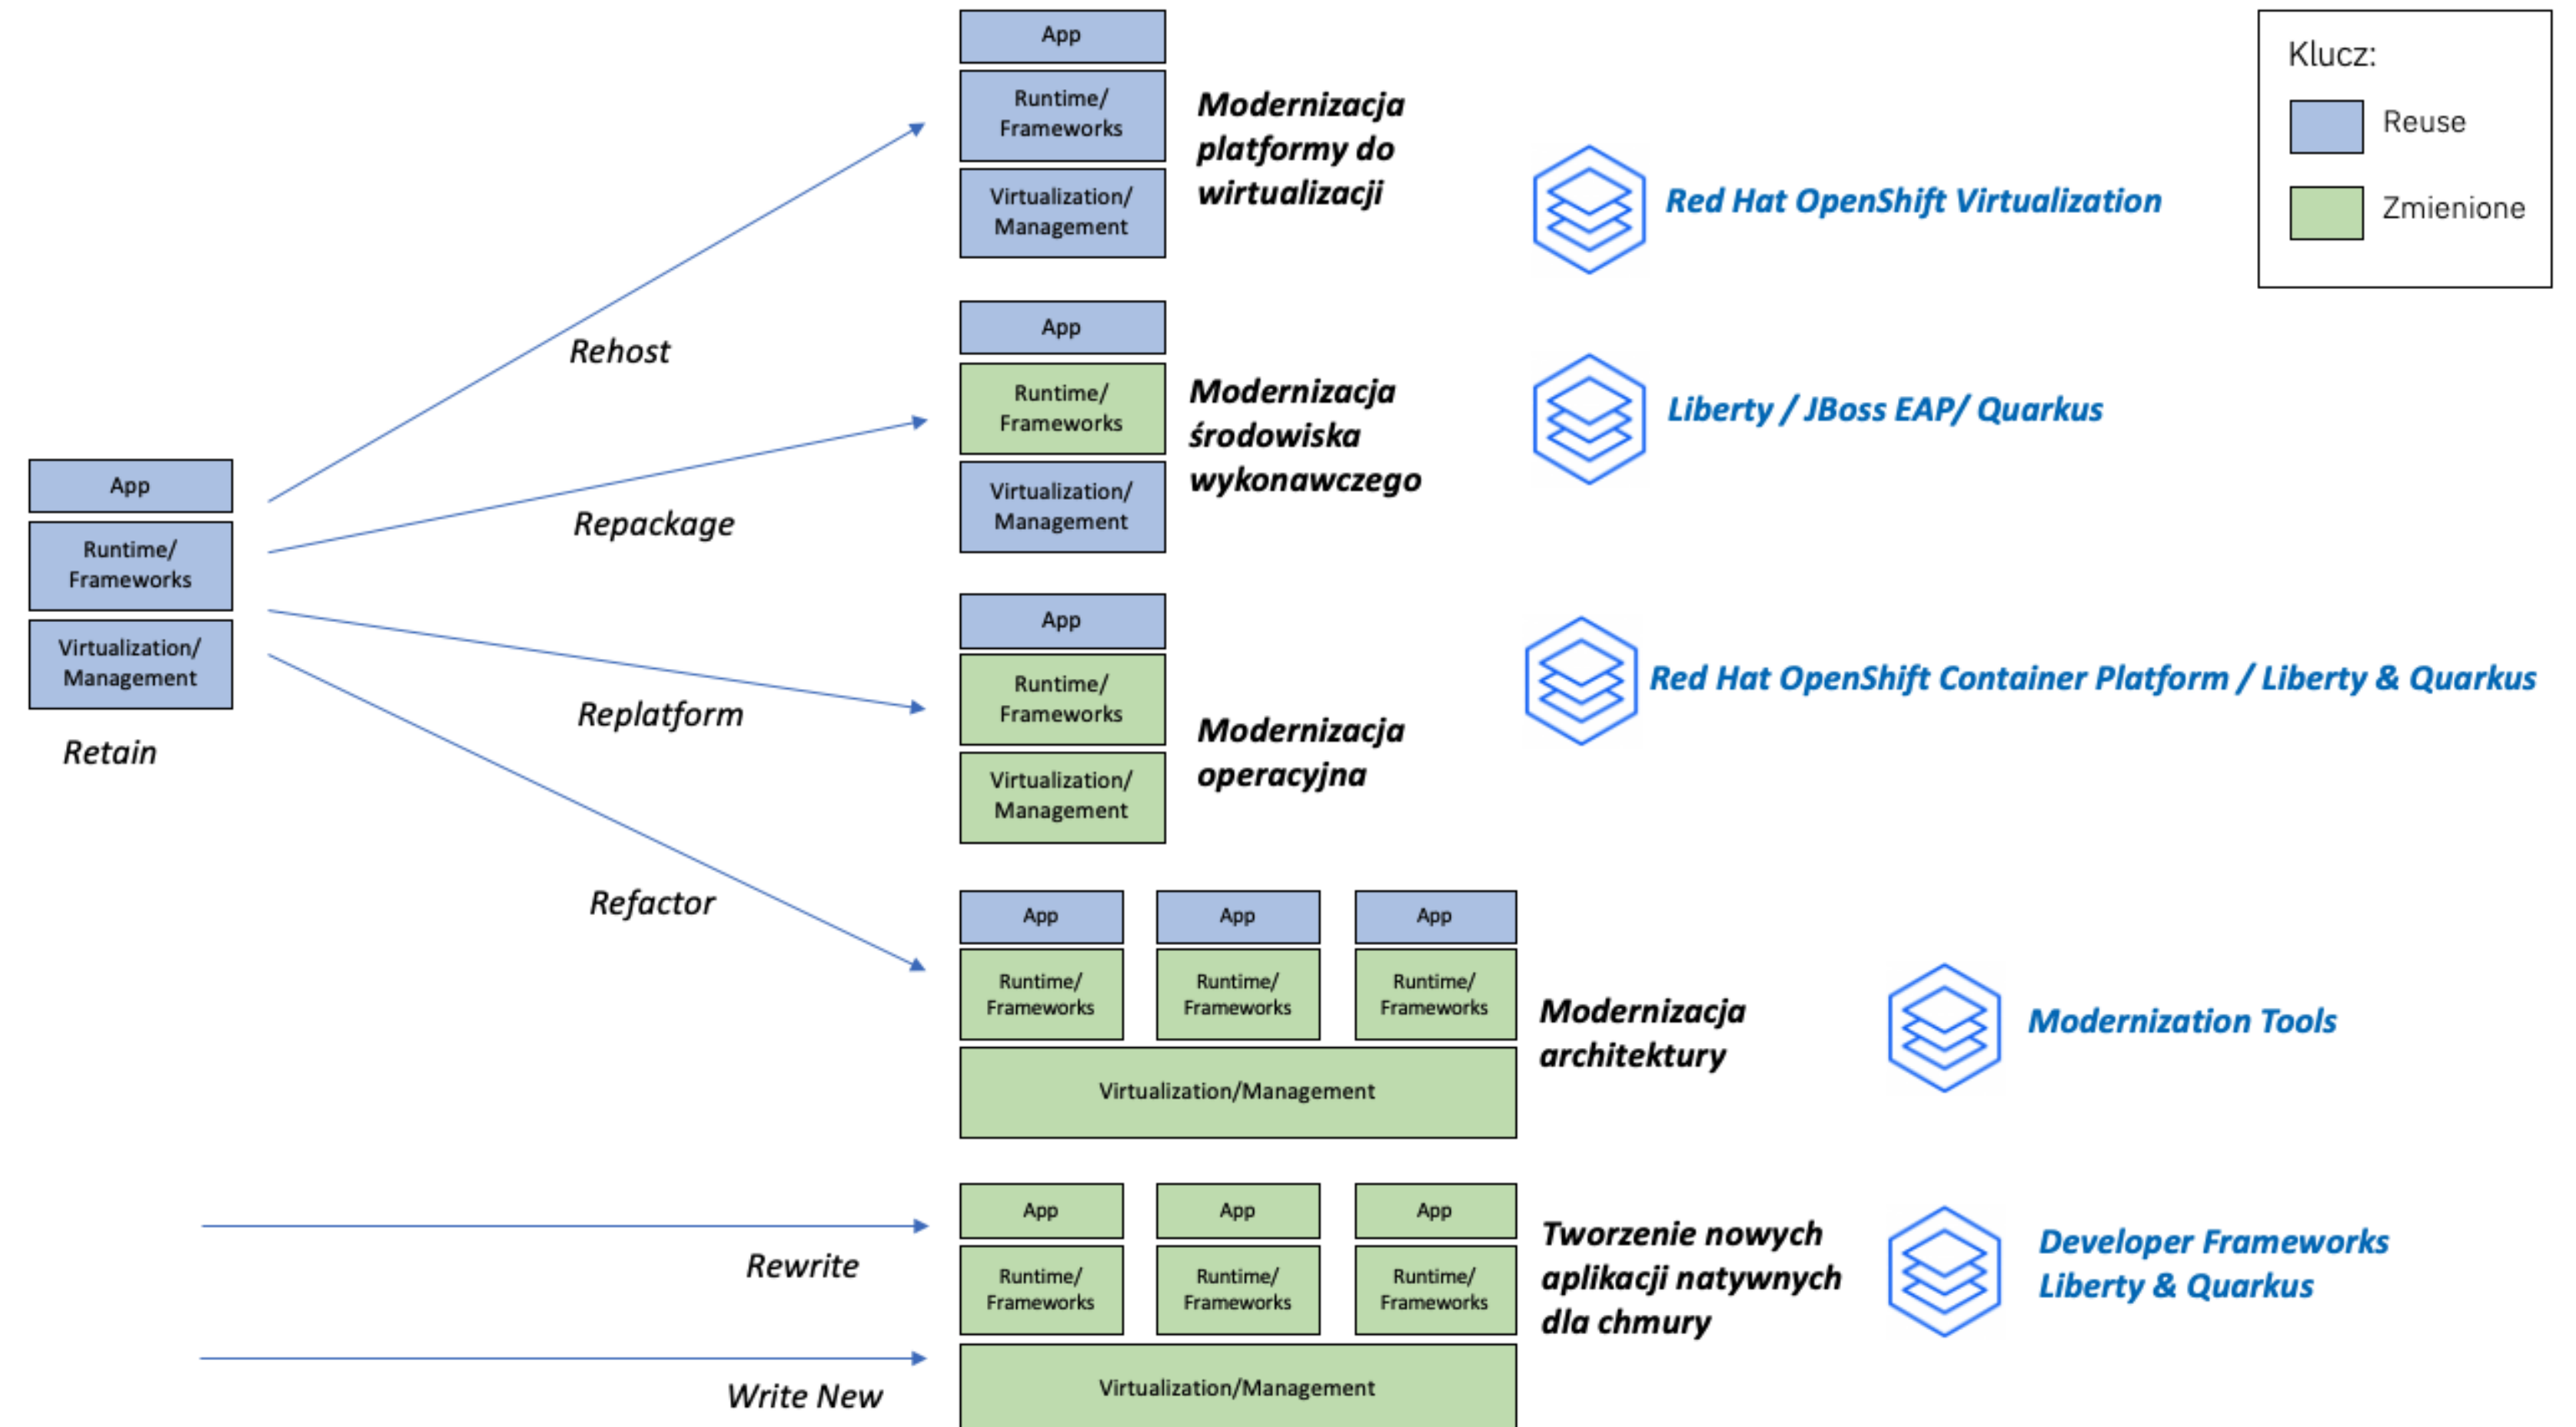 App
Runtime/
Frameworks
Virtualization/
Management
Modernizacja
platformy do
wirtualizacji
Red Hat OpenShift Virtualization
Klucz:
Reuse
Zmienione
Rehost
App
Runtime/
Frameworks
Virtualization/
Management
Modernizacja
środowiska
wykonawczego
Liberty / JBoss EAP/ Quarkus
App
Runtime/
Frameworks
Virtualization/
Management
Retain
Repackage
Replatform
App
Runtime/
Frameworks
Virtualization/
Management
Modernizacja
operacyjna
Red Hat OpenShift Container Platform / Liberty & Quarkus
Refactor
App
App
App
Runtime/
Frameworks
Runtime/
Frameworks
Runtime/
Frameworks
Virtualization/Management
Modernizacja
architektury
Modernization Tools
Rewrite
App
App
App
Runtime/
Frameworks
Runtime/
Frameworks
Runtime/
Frameworks
Virtualization/Management
Tworzenie nowych
aplikacji natywnych
dla chmury
Developer Frameworks
Liberty & Quarkus
Write New